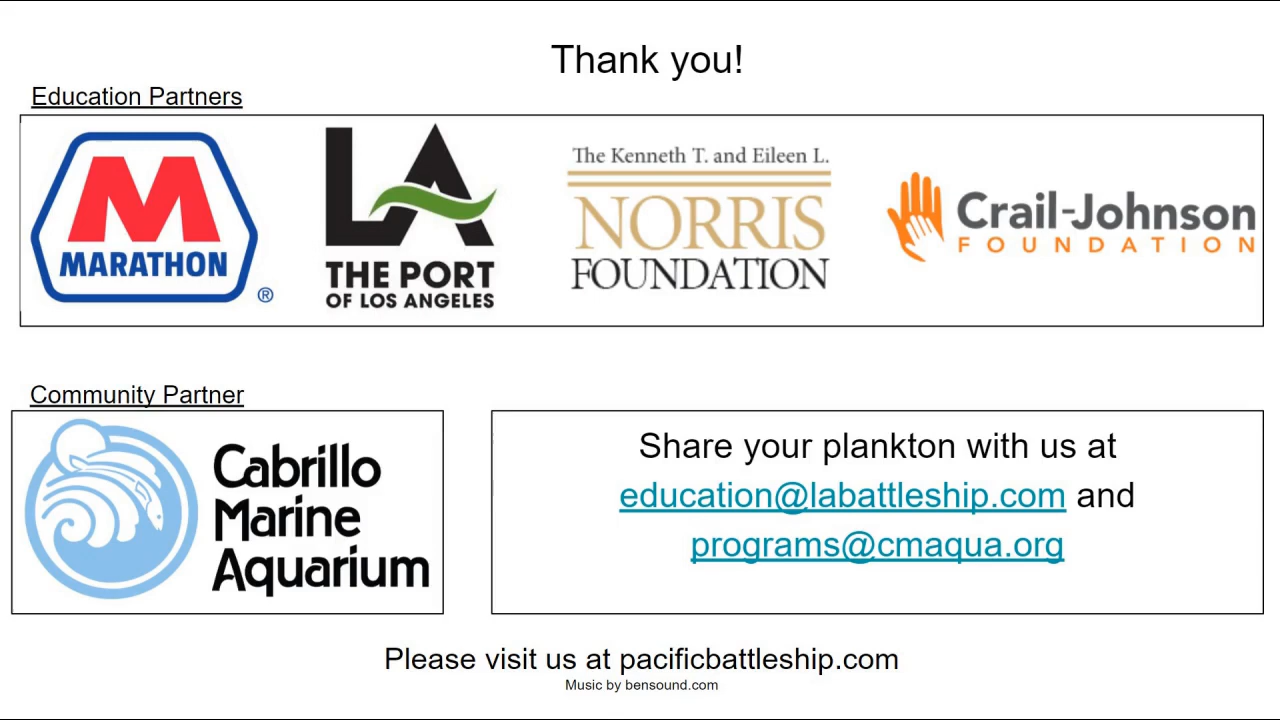 Thank you!
Education Partners
M
MARATHON
®
LA
THE PORT
OF LOS ANGELES
The Kenneth T. and Eileen L.
NORRIS
FOUNDATION
Crail-Johnson
FOUNDATION
Community Partner
Cabrillo
Marine
Aquarium
Share your plankton with us at
education@labattleship.com and
programs@cmaqua.org
Please visit us at pacificbattleship.com
Music by bensound.com